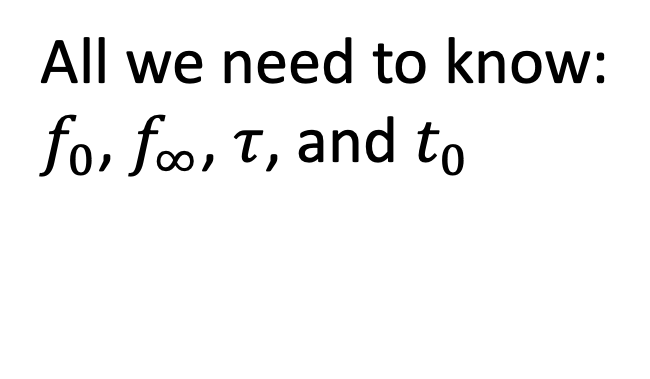 All we need to know:
𝑓₀, 𝑓∞, 𝜏, and 𝑡₀